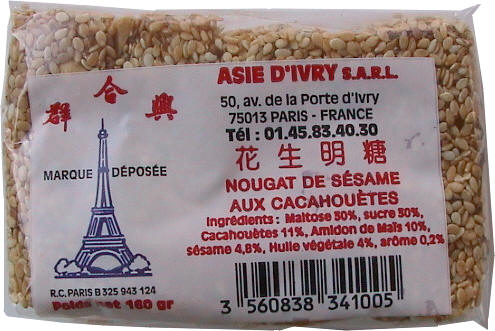 群合興
MARQUE DÉPOSÉE
R.C. PARIS B 325 943 124
Poids net 160 gr
ASIE D'IVRY S.A.R.L.
50, av. de la Porte d'Ivry
75013 PARIS - FRANCE
Tél : 01.45.83.40.30
花生明糖
NOUGAT DE SÉSAME
AUX CACAHOUÈTES
Ingrédients : Maltose 50%, sucre 30%,
Cacahouètes 11%, Amidon de Maïs 10%,
sésame 4,8%, Huile végétale 4%, arôme 0,2%
3 560838 341005